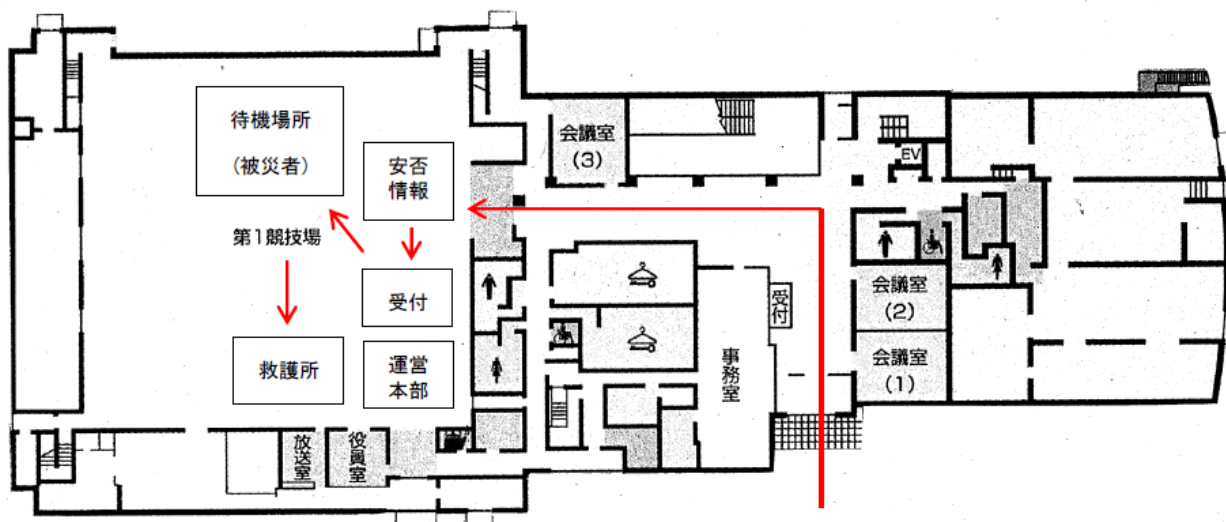 待機場所
（被災者）
安否
情報
第1競技場
受付
救護所
運営
本部
放送室
役員室
会議室
(3)
EV
受付
事務室
会議室
(2)
会議室
(1)